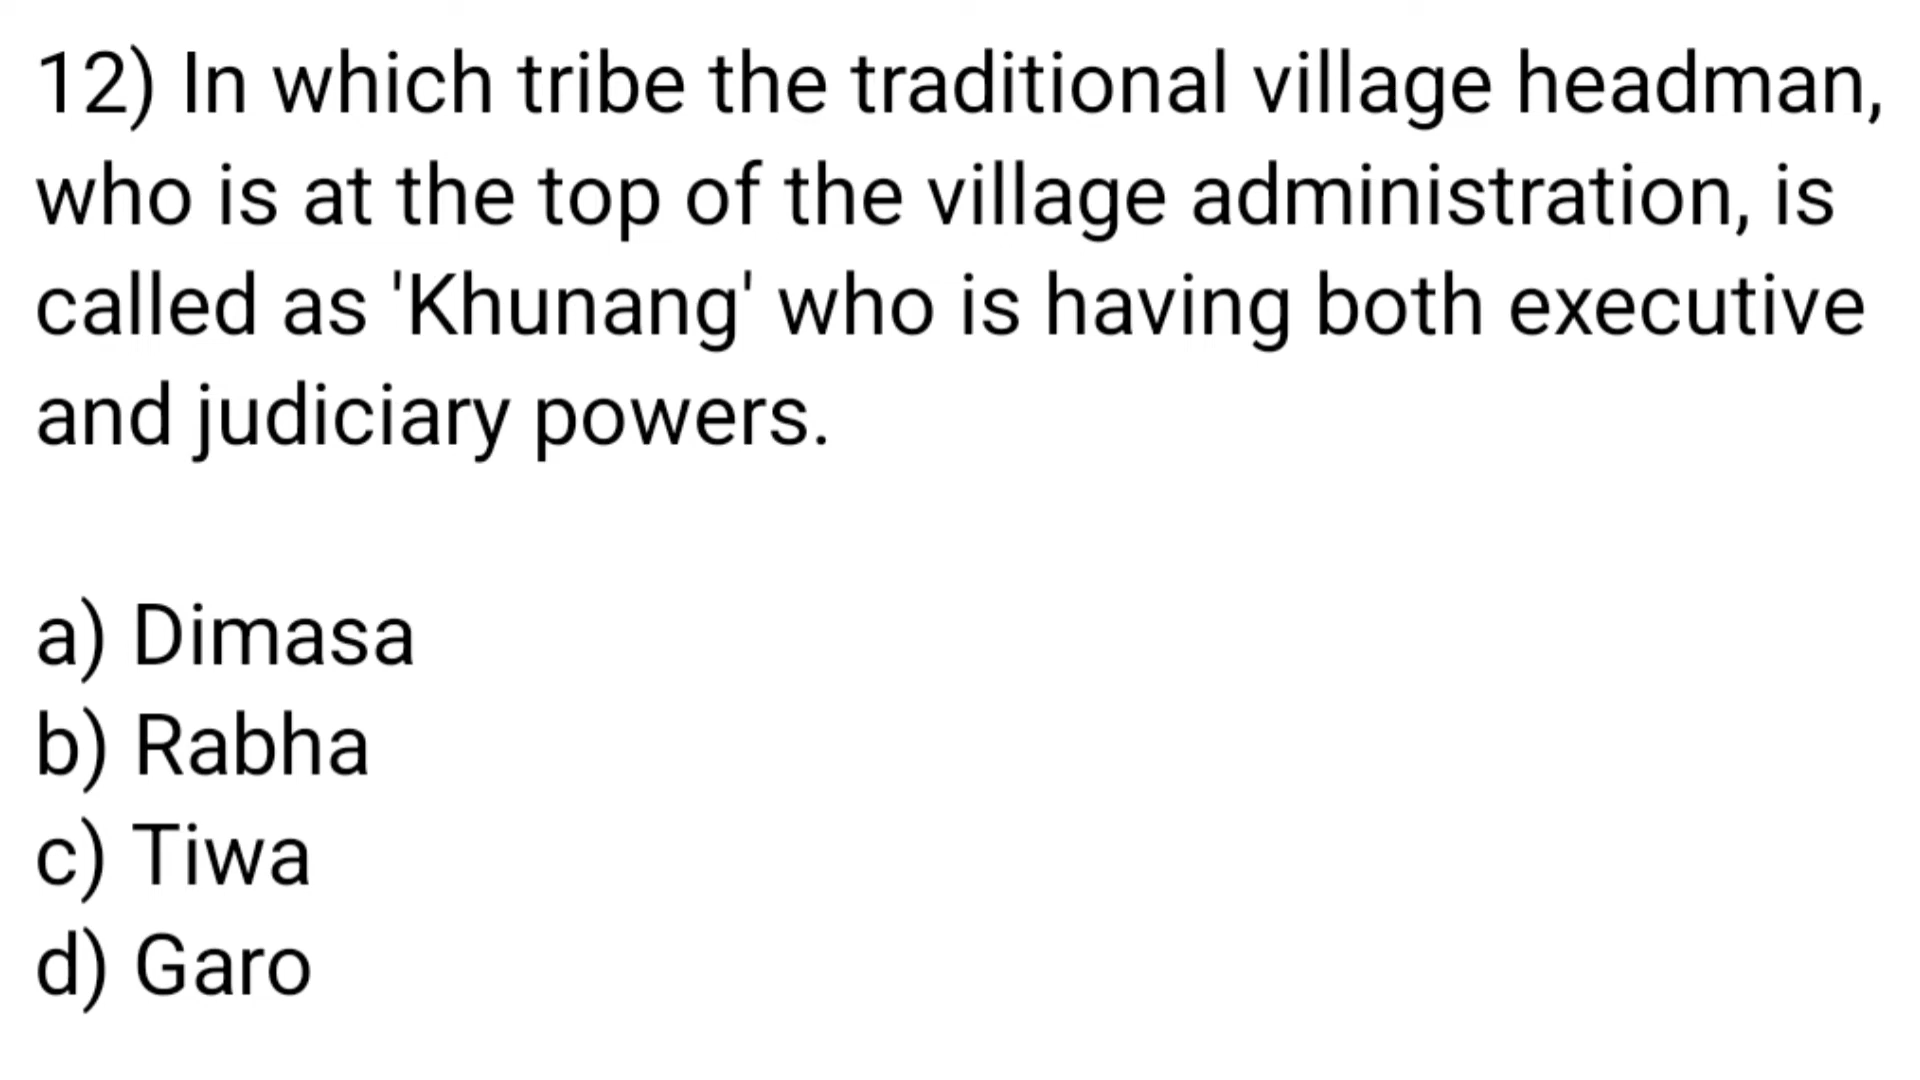 12) In which tribe the traditional village headman,
who is at the top of the village administration, is
called as 'Khunang' who is having both executive
and judiciary powers.
a) Dimasa
b) Rabha
c) Tiwa
d) Garo